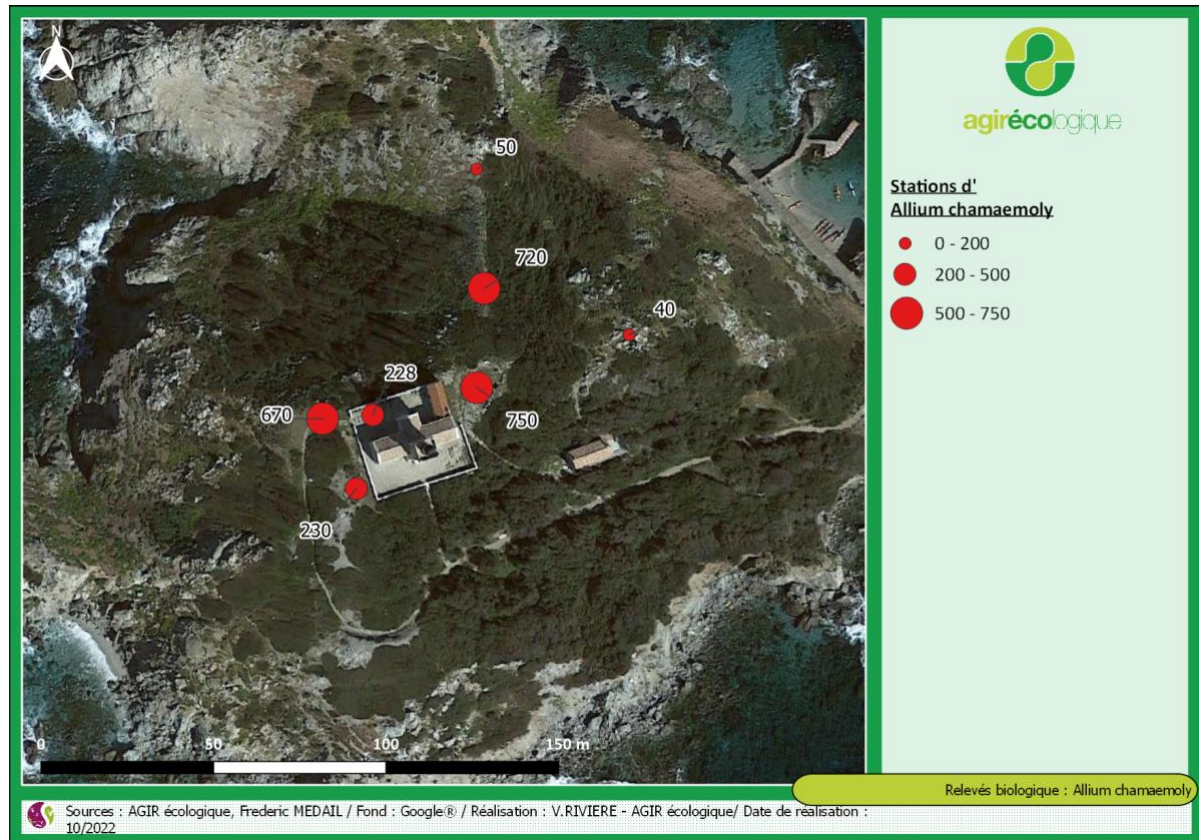 N
50
720
40
228
670
750
230
0 50 100 150 m
agirécologique
Stations d'
Allium chamaemoly
0 - 200
200 - 500
500 - 750
Relevés biologique : Allium chamaemoly
Sources : AGIR écologique, Frederic MEDAIL / Fond : Google® / Réalisation : V.RIVIERE - AGIR écologique/ Date de réalisation :
10/2022